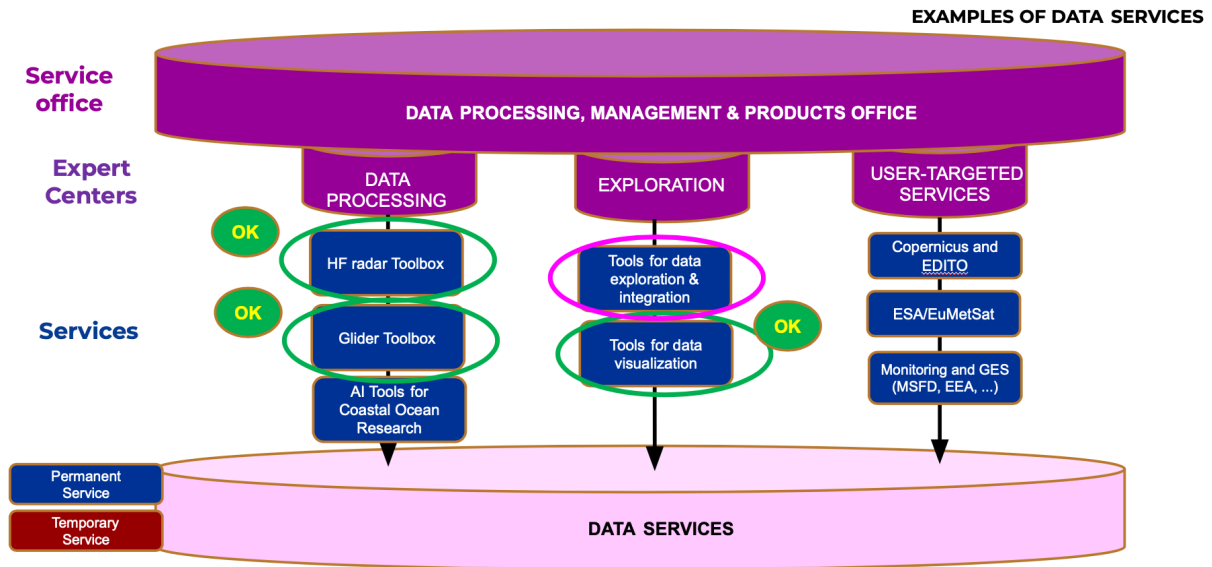 EXAMPLES OF DATA SERVICES
Service
office
DATA PROCESSING, MANAGEMENT & PRODUCTS OFFICE
Expert
Centers
DATA
PROCESSING
EXPLORATION
USER-TARGETED
SERVICES
OK
HF radar Toolbox
Tools for data
exploration &
integration
Copernicus and
EDITO
OK
Services
Glider Toolbox
Tools for data
visualization
OK
ESA/EuMetSat
AI Tools for
Coastal Ocean
Research
Monitoring and GES
(MSFD, EEA, ...)
Permanent
Service
Temporary
Service
DATA SERVICES